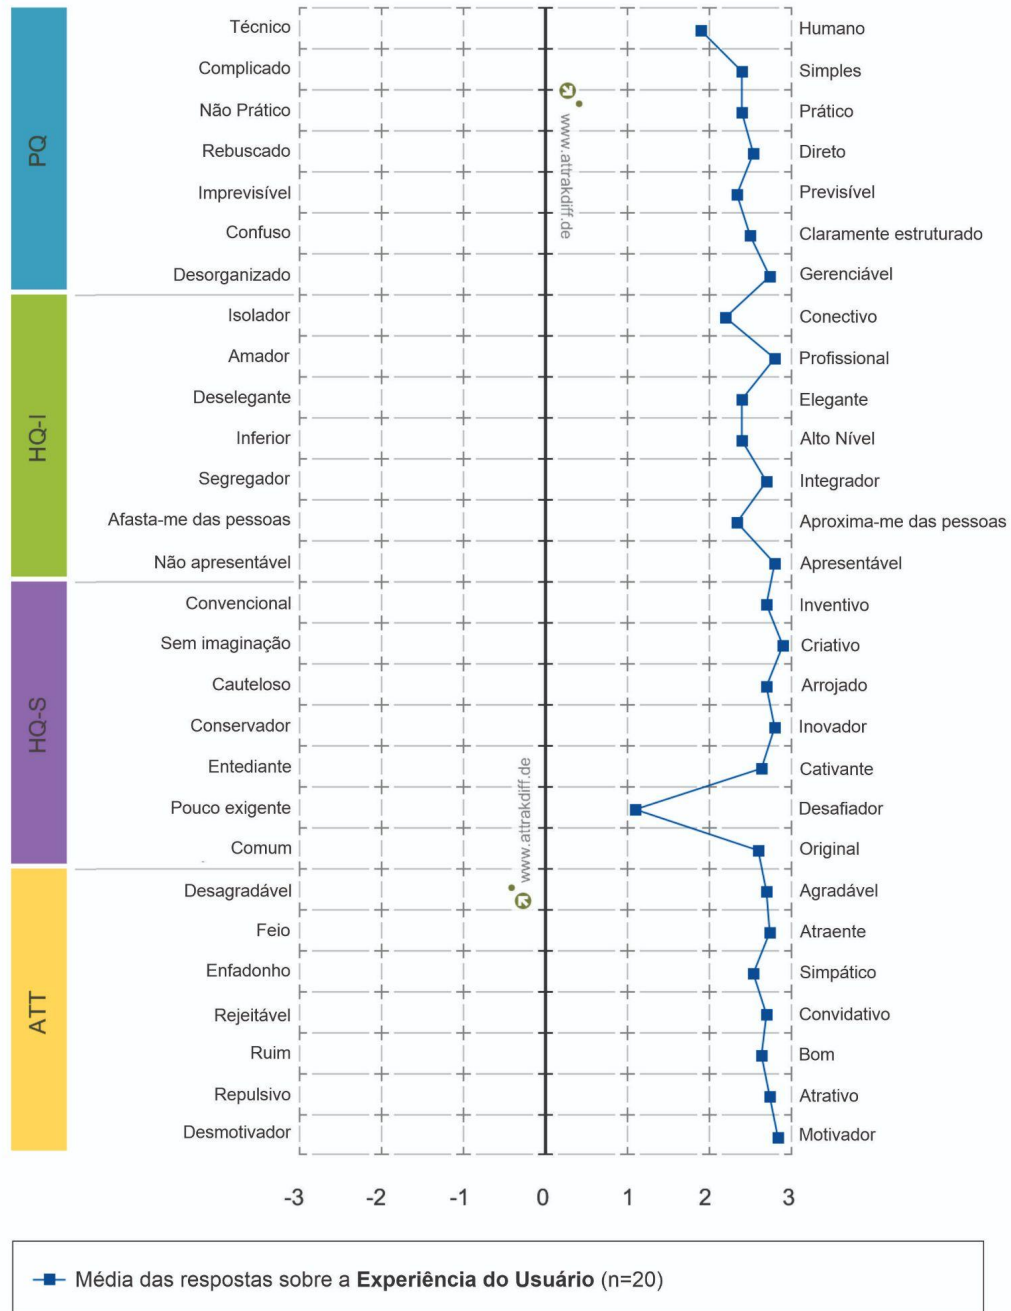 PQ
Técnico Humano
Complicado Simples
Não Prático Prático
Rebuscado Direto
Imprevisível Previsível
Confuso Claramente estruturado
Desorganizado Gerenciável
www.attrakdiff.de
HQ-I
Isolador Conectivo
Amador Profissional
Deselegante Elegante
Inferior Alto Nível
Segregador Integrador
Afasta-me das pessoas Aproxima-me das pessoas
Não apresentável Apresentável
HQ-S
Convencional Inventivo
Sem imaginação Criativo
Cauteloso Arrojado
Conservador Inovador
Entediante Cativante
Pouco exigente Desafiador
Comum Original
www.attrakdiff.de
ATT
Desagradável Agradável
Feio Atraente
Enfadonho Simpático
Rejeitável Convidativo
Ruim Bom
Repulsivo Atrativo
Desmotivador Motivador
-3 -2 -1 0 1 2 3
Média das respostas sobre a Experiência do Usuário (n=20)